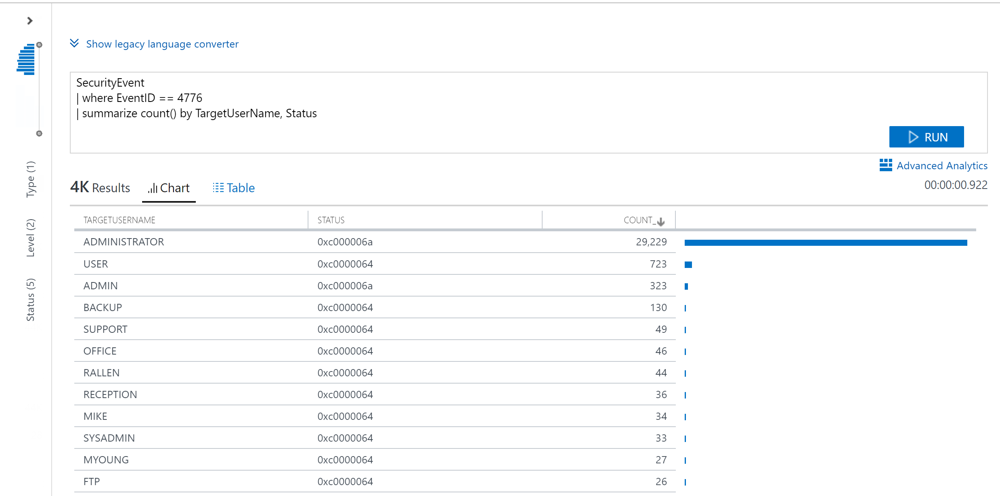 Show legacy language converter
SecurityEvent
| where EventID == 4776
| summarize count() by TargetUserName, Status
RUN
Advanced Analytics
4K Results Chart Table 00:00:00.922
Type (1)
Level (2)
Status (5)
TARGETUSERNAME STATUS COUNT_
ADMINISTRATOR 0xc000006a 29,229
USER 0xc0000064 723
ADMIN 0xc000006a 323
BACKUP 0xc0000064 130
SUPPORT 0xc0000064 49
OFFICE 0xc0000064 46
RALLEN 0xc0000064 44
RECEPTION 0xc0000064 36
MIKE 0xc0000064 34
SYSADMIN 0xc0000064 33
MYOUNG 0xc0000064 27
FTP 0xc0000064 26